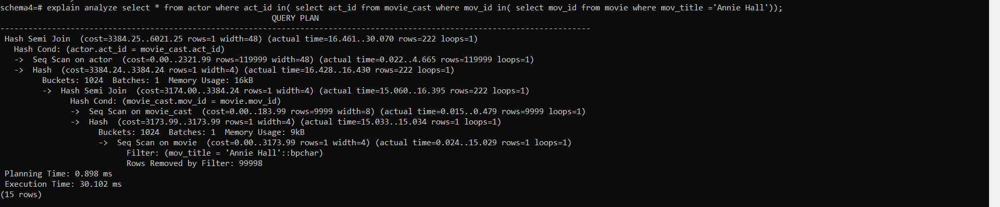 schema4=# explain analyze select * from actor where act_id in( select act_id from movie_cast where mov_id in( select mov_id from movie where mov_title ='Annie Hall'));
QUERY PLAN
------------------------------------------------------------------------------------------------------------------------------
Hash Semi Join  (cost=3384.25..6021.25 rows=1 width=48) (actual time=16.461..30.070 rows=222 loops=1)
Hash Cond: (actor.act_id = movie_cast.act_id)
->  Seq Scan on actor  (cost=0.00..2321.99 rows=119999 width=48) (actual time=0.022..4.665 rows=119999 loops=1)
->  Hash  (cost=3384.24..3384.24 rows=1 width=4) (actual time=16.428..16.430 rows=222 loops=1)
Buckets: 1024  Batches: 1  Memory Usage: 16kB
->  Hash Semi Join  (cost=3174.00..3384.24 rows=1 width=4) (actual time=15.060..16.395 rows=222 loops=1)
Hash Cond: (movie_cast.mov_id = movie.mov_id)
->  Seq Scan on movie_cast  (cost=0.00..183.99 rows=9999 width=8) (actual time=0.015..0.479 rows=9999 loops=1)
->  Hash  (cost=3173.99..3173.99 rows=1 width=4) (actual time=15.033..15.034 rows=1 loops=1)
Buckets: 1024  Batches: 1  Memory Usage: 9kB
->  Seq Scan on movie  (cost=0.00..3173.99 rows=1 width=4) (actual time=0.024..15.029 rows=1 loops=1)
Filter: (mov_title = 'Annie Hall'::bpchar)
Rows Removed by Filter: 99998
Planning Time: 0.898 ms
Execution Time: 30.102 ms
(15 rows)